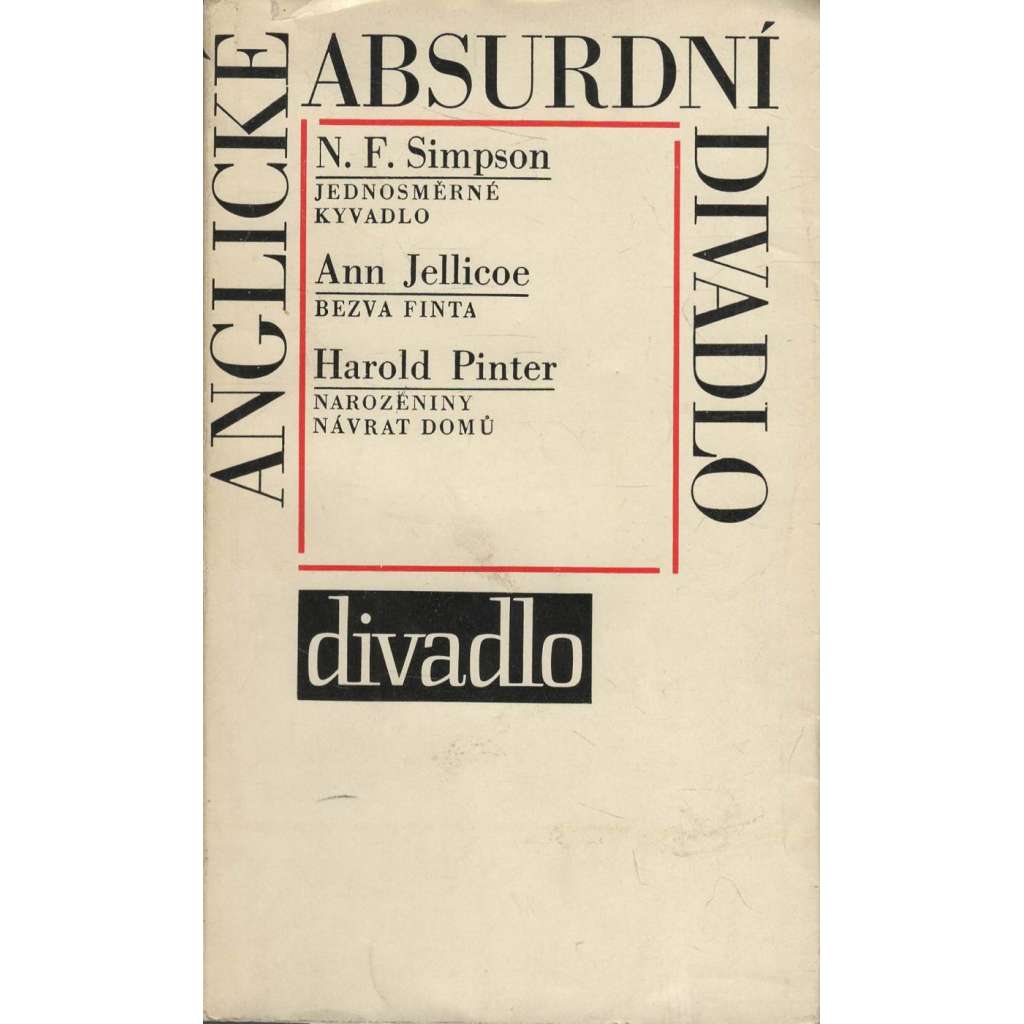 ANGLICKÉ
ABSURDNÍ
DIVADLO
N. F. Simpson
JEDNOSMĚRNÉ
KYVADLO
Ann Jellicoe
BEZVA FINTA
Harold Pinter
NAROZENINY
NÁVRAT DOMŮ
divadlo